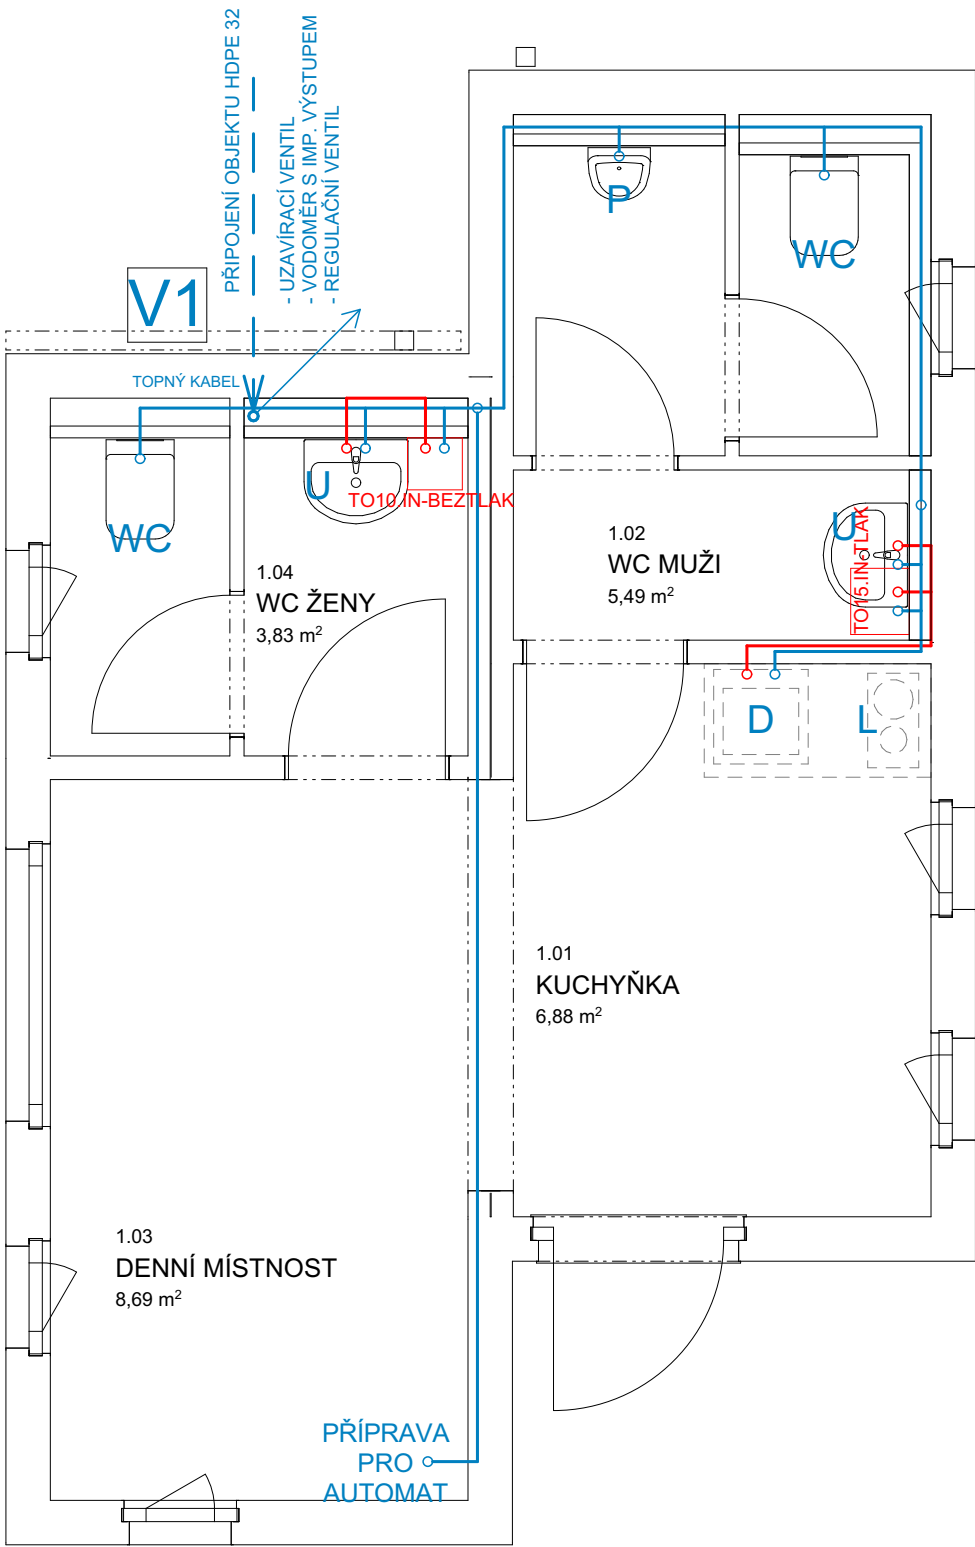 PŘIPOJENÍ OBJEKTU HDPE 32
- UZAVÍRACÍ VENTIL
- VODOMĚR S IMP. VÝSTUPEM
- REGULAČNÍ VENTIL
V1
TOPNÝ KABEL
P
WC
WC
U
TO10.IN-BEZTLAK
U
TO15.IN-TLAK
1.02
WC MUŽI
5,49 m²
1.04
WC ŽENY
3,83 m²
D
L
1.01
KUCHYŇKA
6,88 m²
1.03
DENNÍ MÍSTNOST
8,69 m²
PŘÍPRAVA
PRO
AUTOMAT